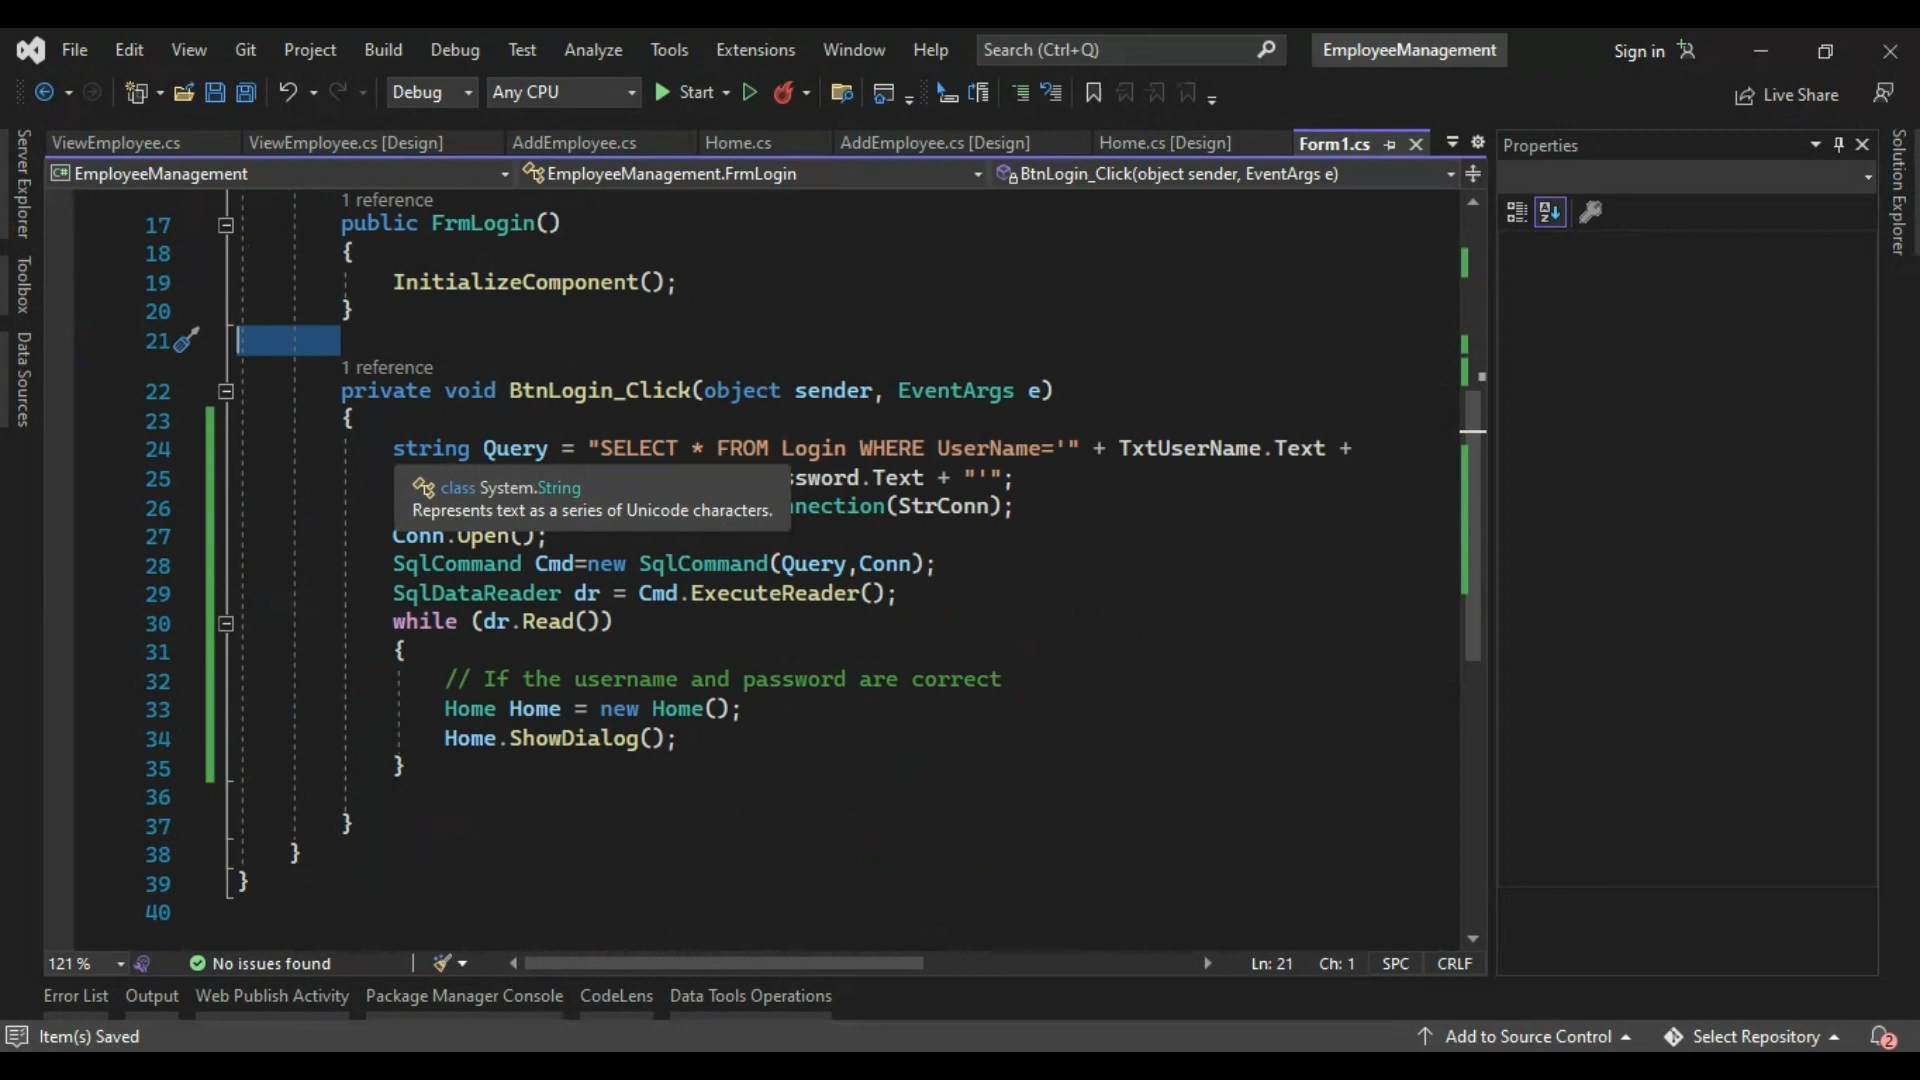 File Edit View Git Project Build Debug Test Analyze Tools Extensions Window Help Search (Ctrl+Q) EmployeeManagement Sign in
Debug Any CPU Start Live Share
ViewEmployee.cs ViewEmployee.cs [Design] AddEmployee.cs Home.cs AddEmployee.cs [Design] Home.cs [Design] Form1.cs Properties
EmployeeManagement EmployeeManagement.FrmLogin BtnLogin_Click(object sender, EventArgs e)
Server Explorer
Toolbox
Data Sources
Solution Explorer
1 reference
17 public FrmLogin()
18 {
19 InitializeComponent();
20 }
21
1 reference
22 private void BtnLogin_Click(object sender, EventArgs e)
23 {
24 string Query = "SELECT * FROM Login WHERE UserName='" + TxtUserName.Text +
25 ssword.Text + "'";
class System.String
Represents text as a series of Unicode characters.
26 nnection(StrConn);
27 Conn.Open();
28 SqlCommand Cmd=new SqlCommand(Query,Conn);
29 SqlDataReader dr = Cmd.ExecuteReader();
30 while (dr.Read())
31 {
32 // If the username and password are correct
33 Home Home = new Home();
34 Home.ShowDialog();
35 }
36
37 }
38 }
39 }
40
121 % No issues found Ln: 21 Ch: 1 SPC CRLF
Error List Output Web Publish Activity Package Manager Console CodeLens Data Tools Operations
Item(s) Saved Add to Source Control Select Repository 2